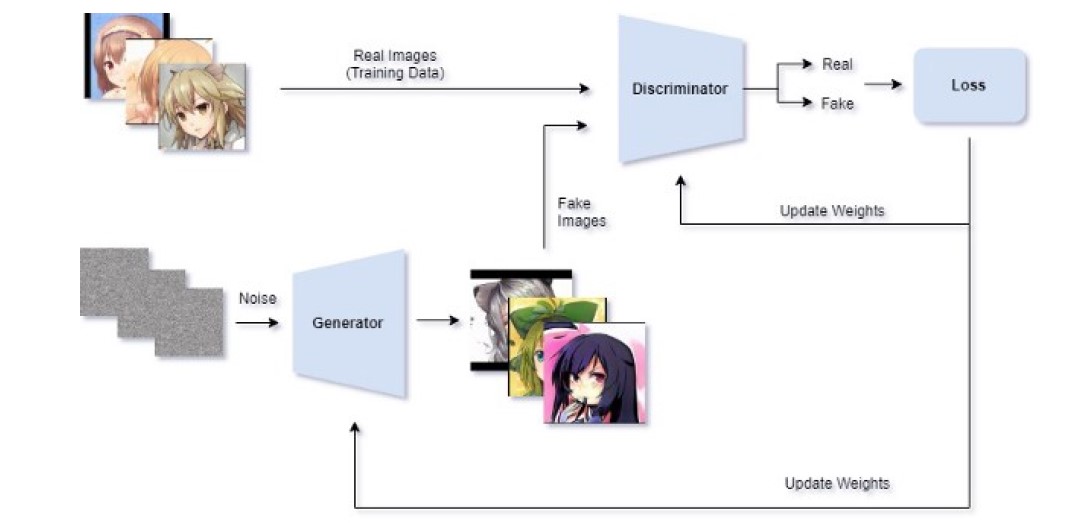 Real Images
(Training Data)
Discriminator
Real
Fake
Loss
Fake
Images
Update Weights
Noise
Generator
Update Weights